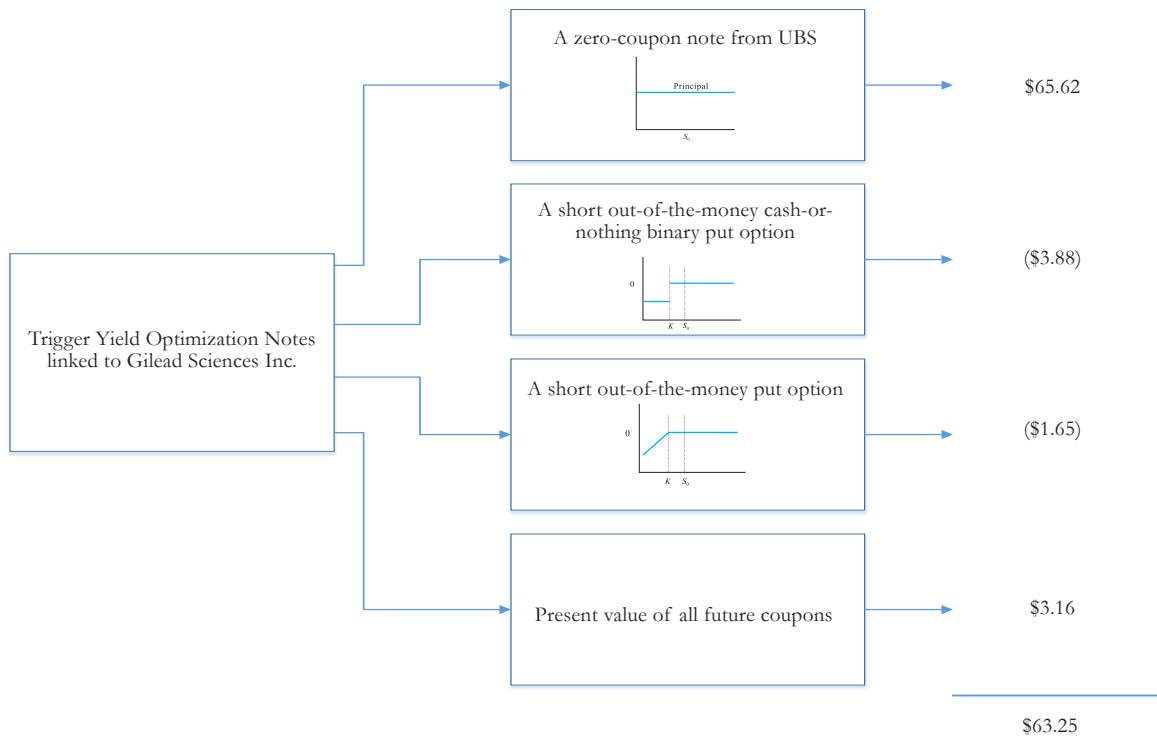 A zero-coupon note from UBS
Principal
S₀
$65.62
A short out-of-the-money cash-or-
nothing binary put option
0
K S₀
($3.88)
Trigger Yield Optimization Notes
linked to Gilead Sciences Inc.
A short out-of-the-money put option
0
K S₀
($1.65)
Present value of all future coupons
$3.16
$63.25